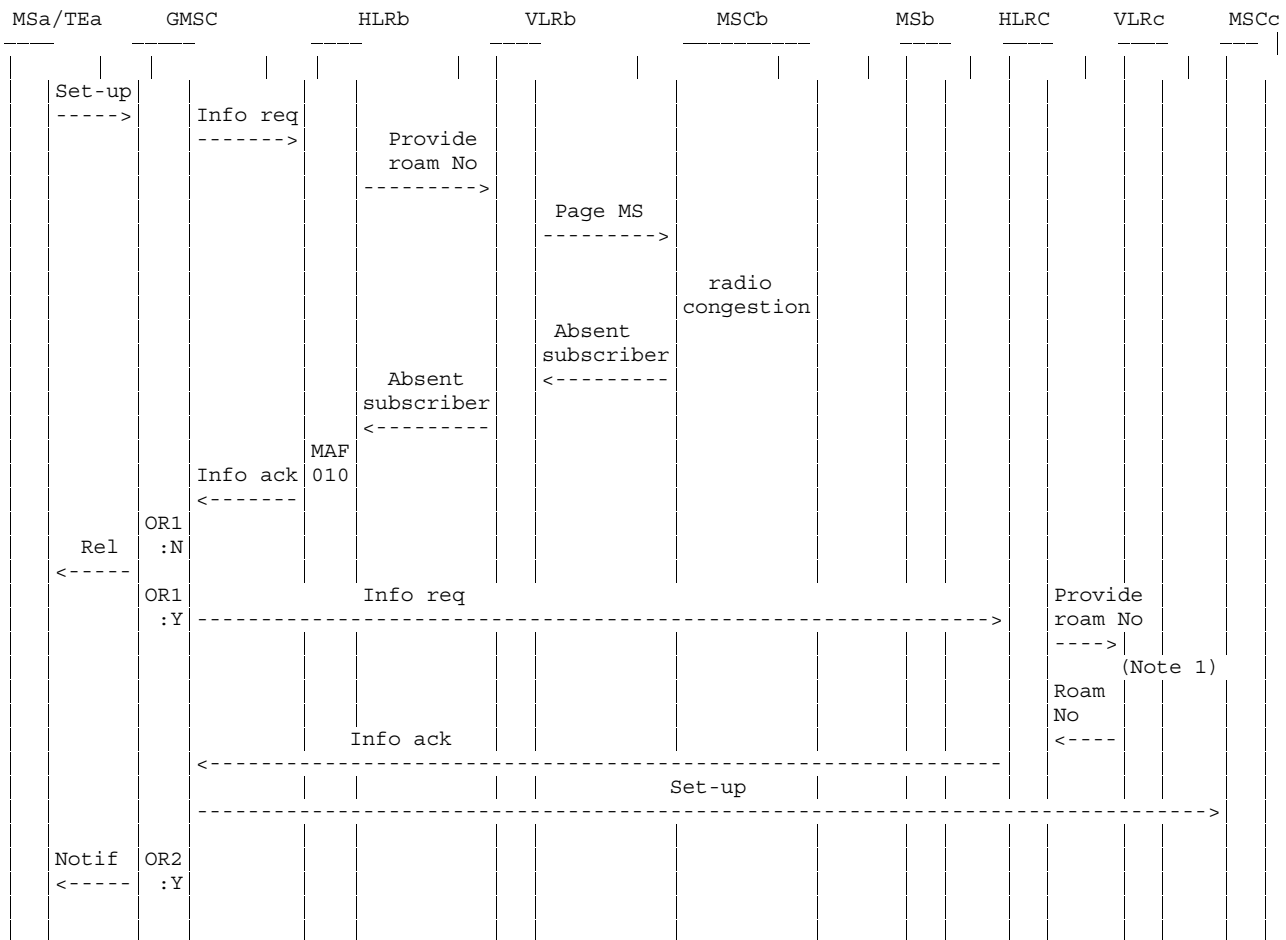 MSa/TEa GMSC HLRb VLRb MSCb MSb HLRC VLRc MSCc
Set-up
-----> Info req
-------> Provide
roam No
--------->
Page MS
--------->
radio
congestion
Absent
subscriber
Absent <---------
subscriber
<---------
MAF
Info ack 010
<-------
OR1
Rel :N
<-----
OR1 Info req Provide
:Y --------------------------------------------------------------> roam No
---->
(Note 1)
Roam
No
Info ack <----
<--------------------------------------------------------------
Set-up
------------------------------------------------------------------------------->
Notif OR2
<----- :Y